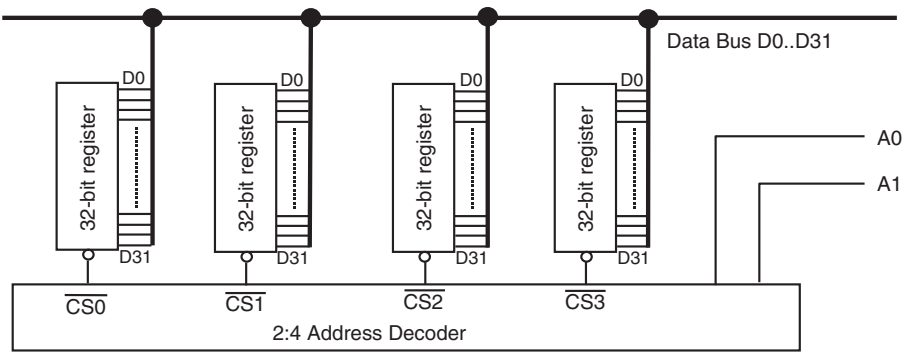 Data Bus D0..D31
D0
D0
D0
D0
32-bit register
32-bit register
32-bit register
32-bit register
A0
A1
D31
D31
D31
D31
CS0
CS1
CS2
CS3
2:4 Address Decoder